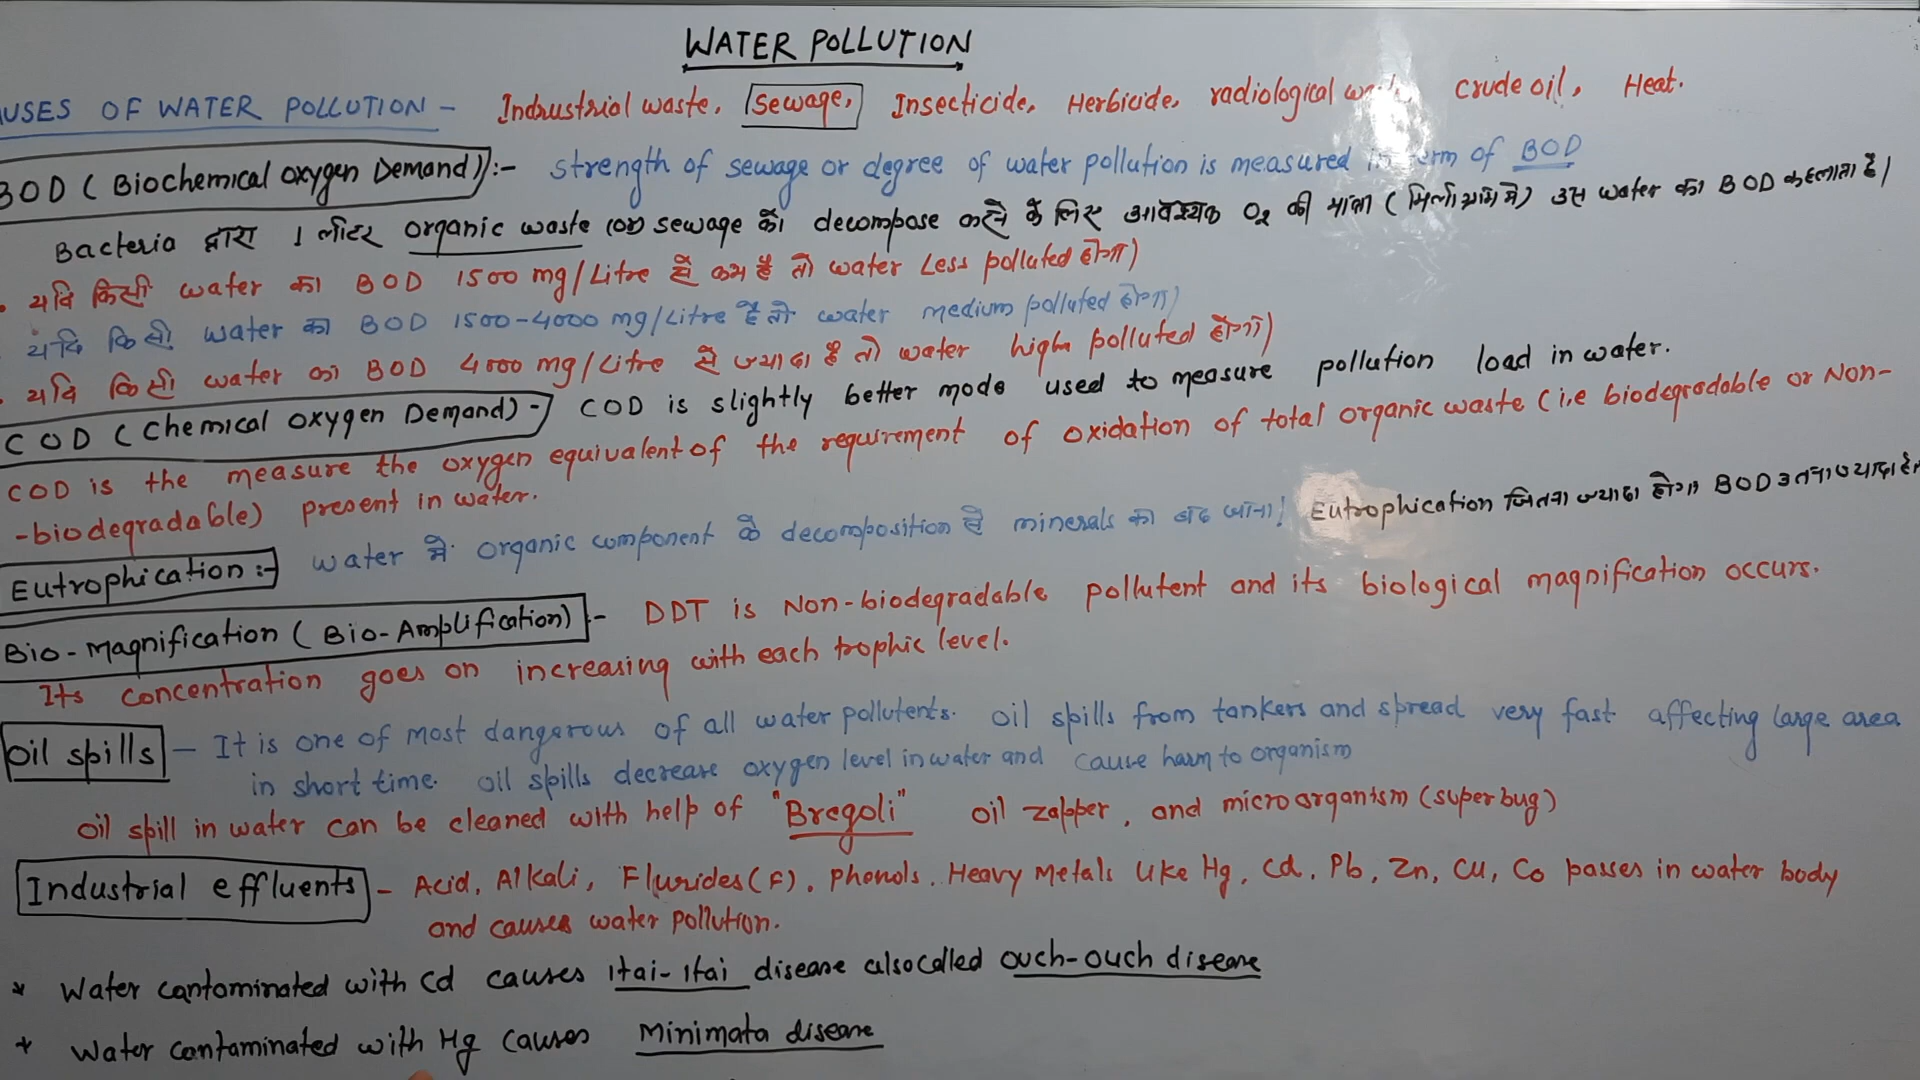 WATER POLLUTION
USES OF WATER POLLUTION - Indrustrial waste, Sewage, Insecticide, Herbicide, radiological crude oil, Heat.
BOD ( Biochemical oxygen Demand) :- strength of sewage or degree of water pollution is measured in term of BOD
Bacteria द्वारा 1 लीटर organic waste (or) sewage को decompose करने के लिए आवश्यक O2 की मात्रा ( मिलीग्राम में) उस water का BOD कहलाता है।
• यदि किसी water का BOD 1500 mg/Litre से कम है तो water Less polluted होगा)
यदि किसी water का BOD 1500-4000 mg/Litre है तो water medium polluted होगा)
• यदि किसी water का BOD 4000 mg/Litre से ज्यादा है तो water high polluted होगा)
COD ( Chemical oxygen Demand) - COD is slightly better mode used to measure pollution load in water.
COD is the measure the oxygen equivalent of the requirement of oxidation of total organic waste ( i,e biodegradable or Non-
-biodegradable) present in water.
Eutrophication :- water में organic component के decomposition से minerals का बढ़ जाना। Eutrophication जितना ज्यादा होगा BOD उतना ज्यादा है
Bio-magnification ( Bio-Amplification) :- DDT is Non-biodegradable pollutent and its biological magnification occurs.
Its concentration goes on increasing with each trophic level.
oil spills - It is one of most dangerous of all water pollutents. oil spills from tankers and spread very fast affecting large area
in short time. oil spills decrease oxygen level in water and cause harm to organism
oil spill in water can be cleaned with help of "Bregoli" oil zapper, and microorganism (superbug)
Industrial effluents - Acid, Alkali, Flurides(F), Phenols, Heavy Metals like Hg, Cd, Pb, Zn, Cu, Co passes in water body
and causes water pollution.
* Water contaminated with Cd causes Itai-Itai disease also called ouch-ouch disease
* Water contaminated with Hg causes Minimata disease